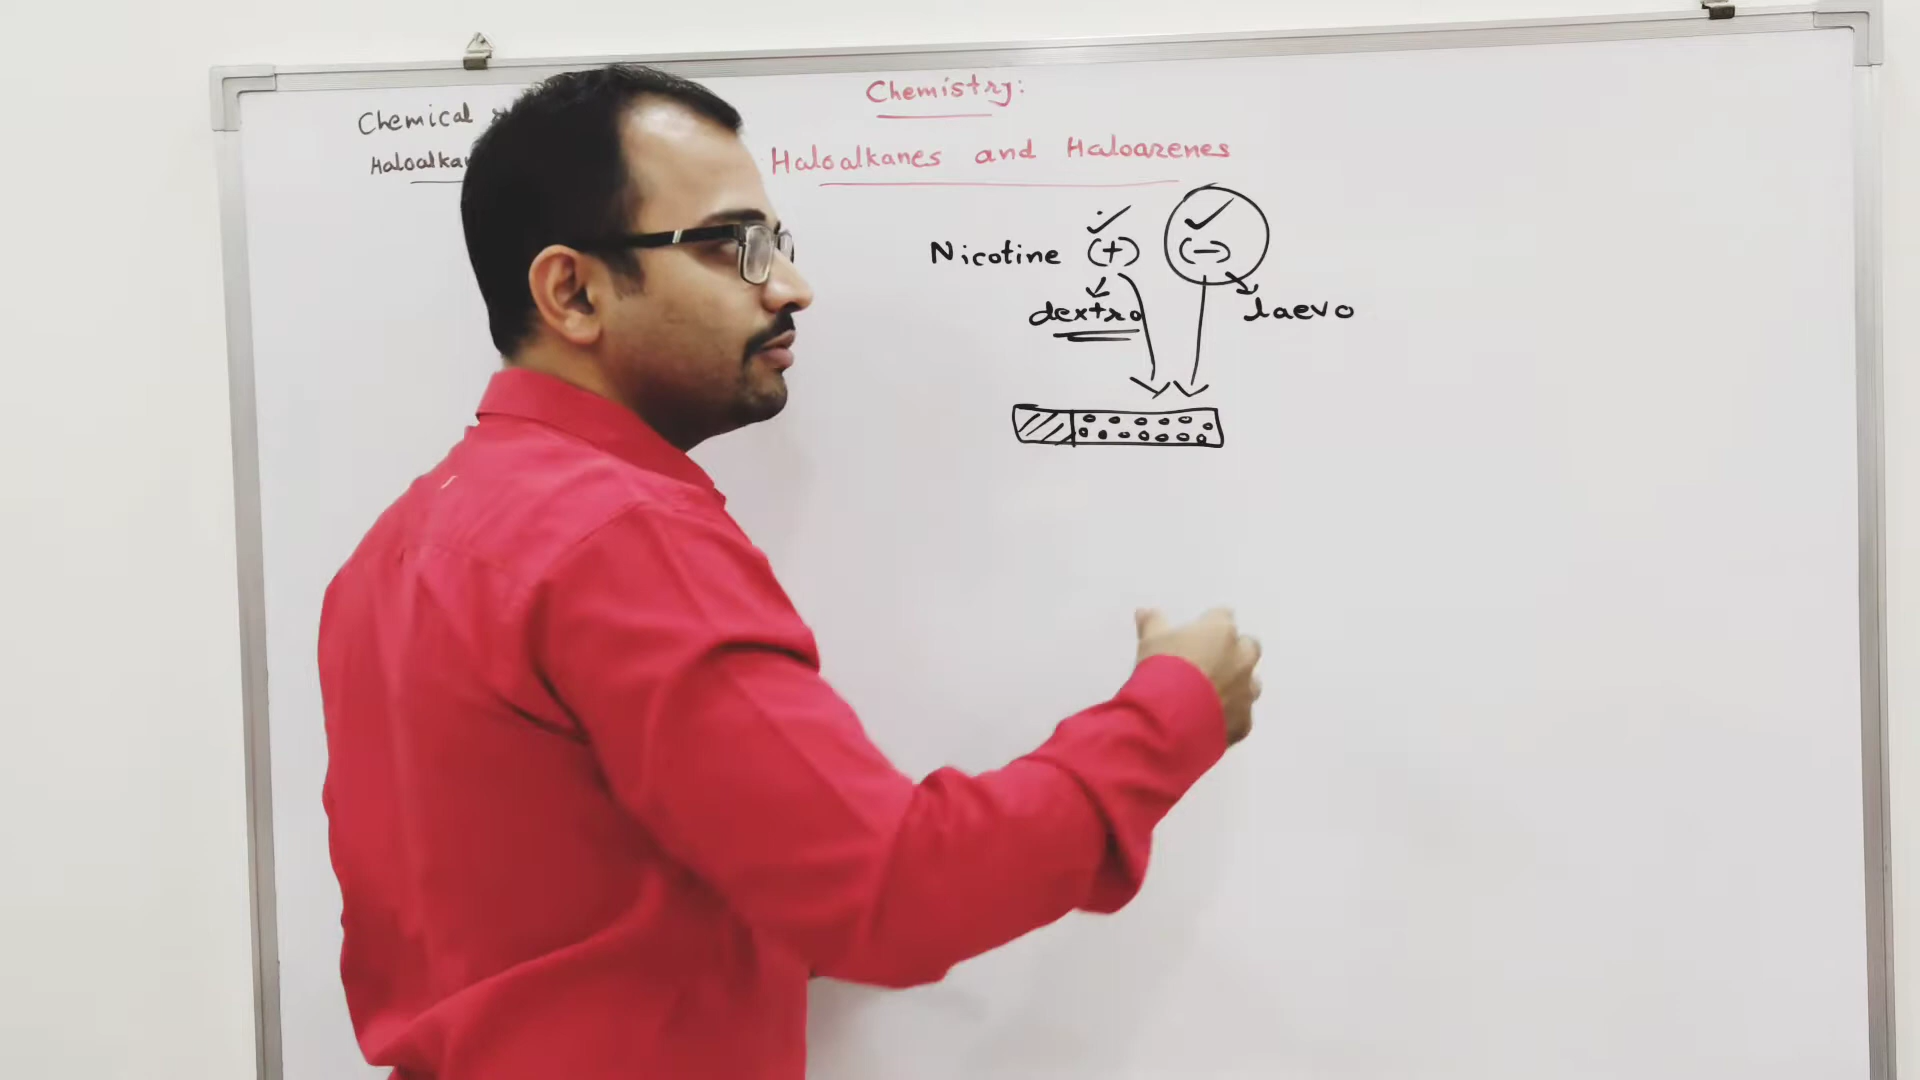 Chemistry:
Chemical
Haloalkanes and Haloarenes
Nicotine (+) (-)
dextro
laevo